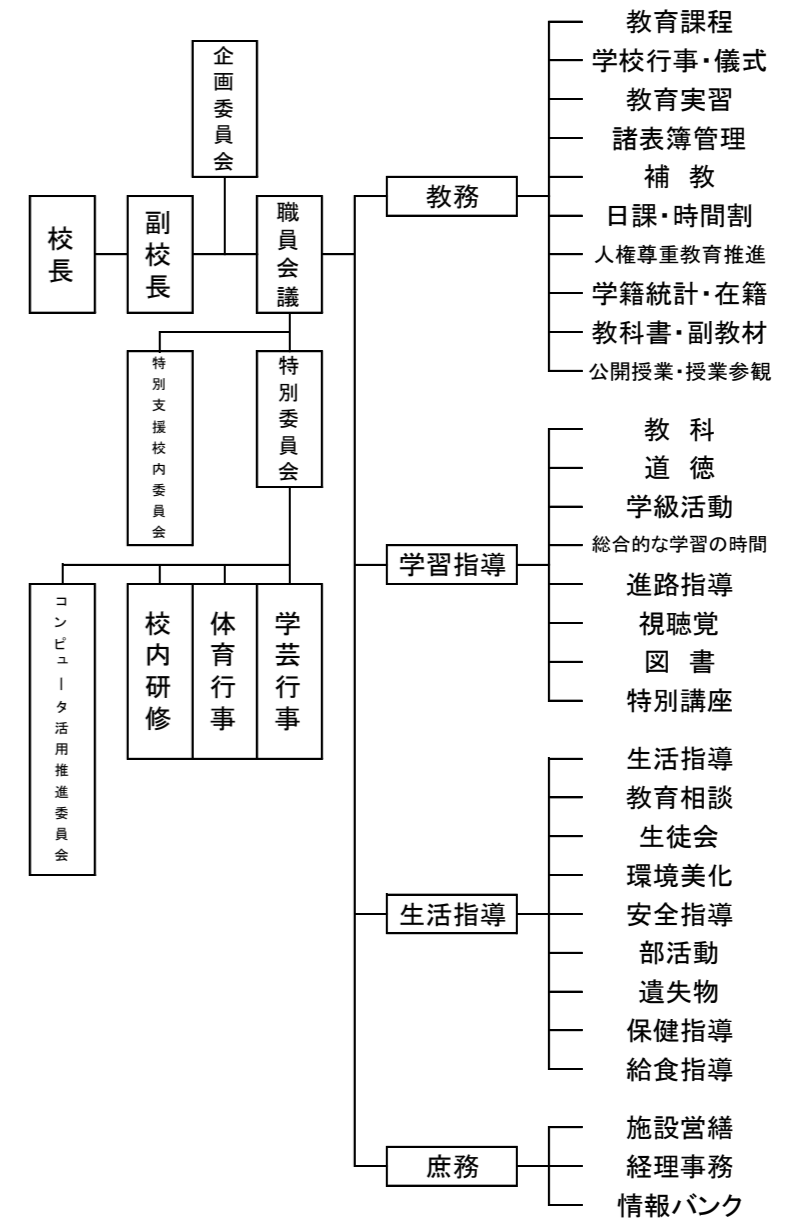 企画委員会
校長
副校長
職員会議
特別支援校内委員会
特別委員会
コンピュータ活用推進委員会
校内研修
体育行事
学芸行事
教務
教育課程
学校行事・儀式
教育実習
諸表簿管理
補　教
日課・時間割
人権尊重教育推進
学籍統計・在籍
教科書・副教材
公開授業・授業参観
学習指導
教　科
道　徳
学級活動
総合的な学習の時間
進路指導
視聴覚
図　書
特別講座
生活指導
生活指導
教育相談
生徒会
環境美化
安全指導
部活動
遺失物
保健指導
給食指導
庶務
施設営繕
経理事務
情報バンク